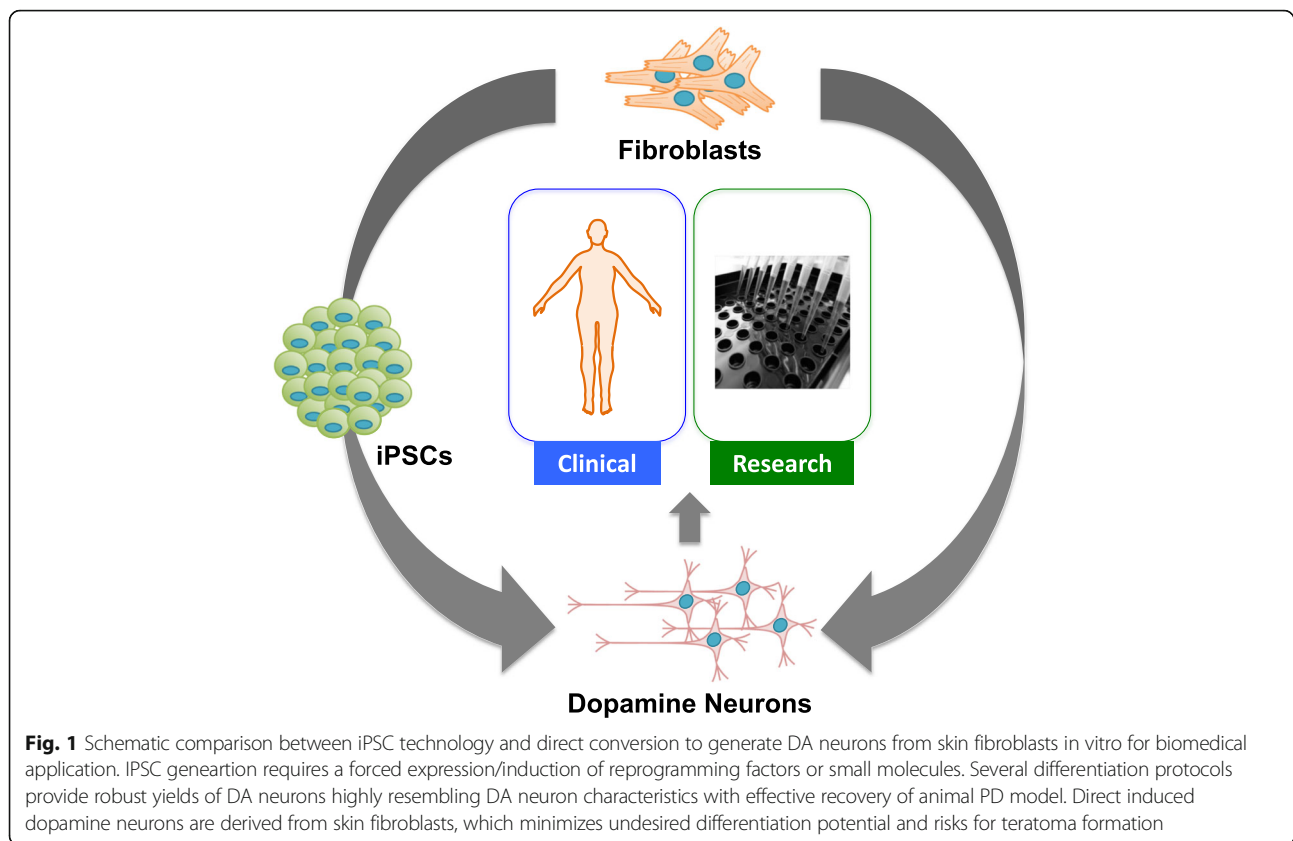 Fibroblasts
iPSCs
Clinical
Research
Dopamine Neurons
Fig. 1 Schematic comparison between iPSC technology and direct conversion to generate DA neurons from skin fibroblasts in vitro for biomedical
application. IPSC geneartion requires a forced expression/induction of reprogramming factors or small molecules. Several differentiation protocols
provide robust yields of DA neurons highly resembling DA neuron characteristics with effective recovery of animal PD model. Direct induced
dopamine neurons are derived from skin fibroblasts, which minimizes undesired differentiation potential and risks for teratoma formation